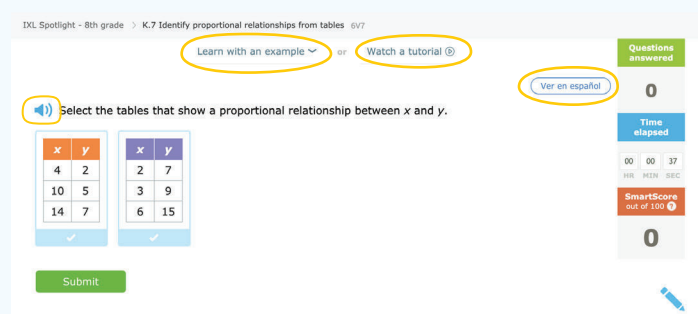 IXL Spotlight - 8th grade > K.7 Identify proportional relationships from tables 6V7
Learn with an example or Watch a tutorial
Ver en español
Select the tables that show a proportional relationship between x and y.
x y
4 2
10 5
14 7
x y
2 7
3 9
6 15
Submit
Questions
answered
0
Time
elapsed
00 00 37
HR MIN SEC
SmartScore
out of 100 ?
0